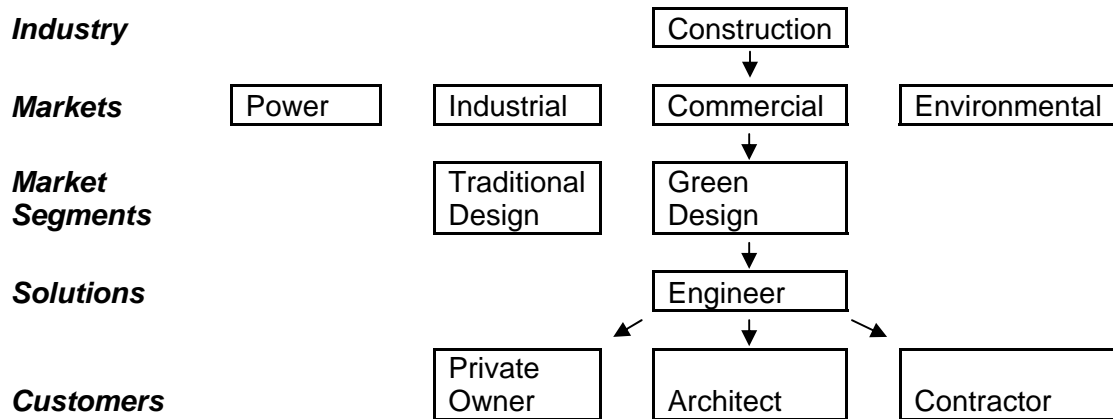 Industry
Construction
Markets
Power
Industrial
Commercial
Environmental
Market
Segments
Traditional
Design
Green
Design
Solutions
Engineer
Customers
Private
Owner
Architect
Contractor